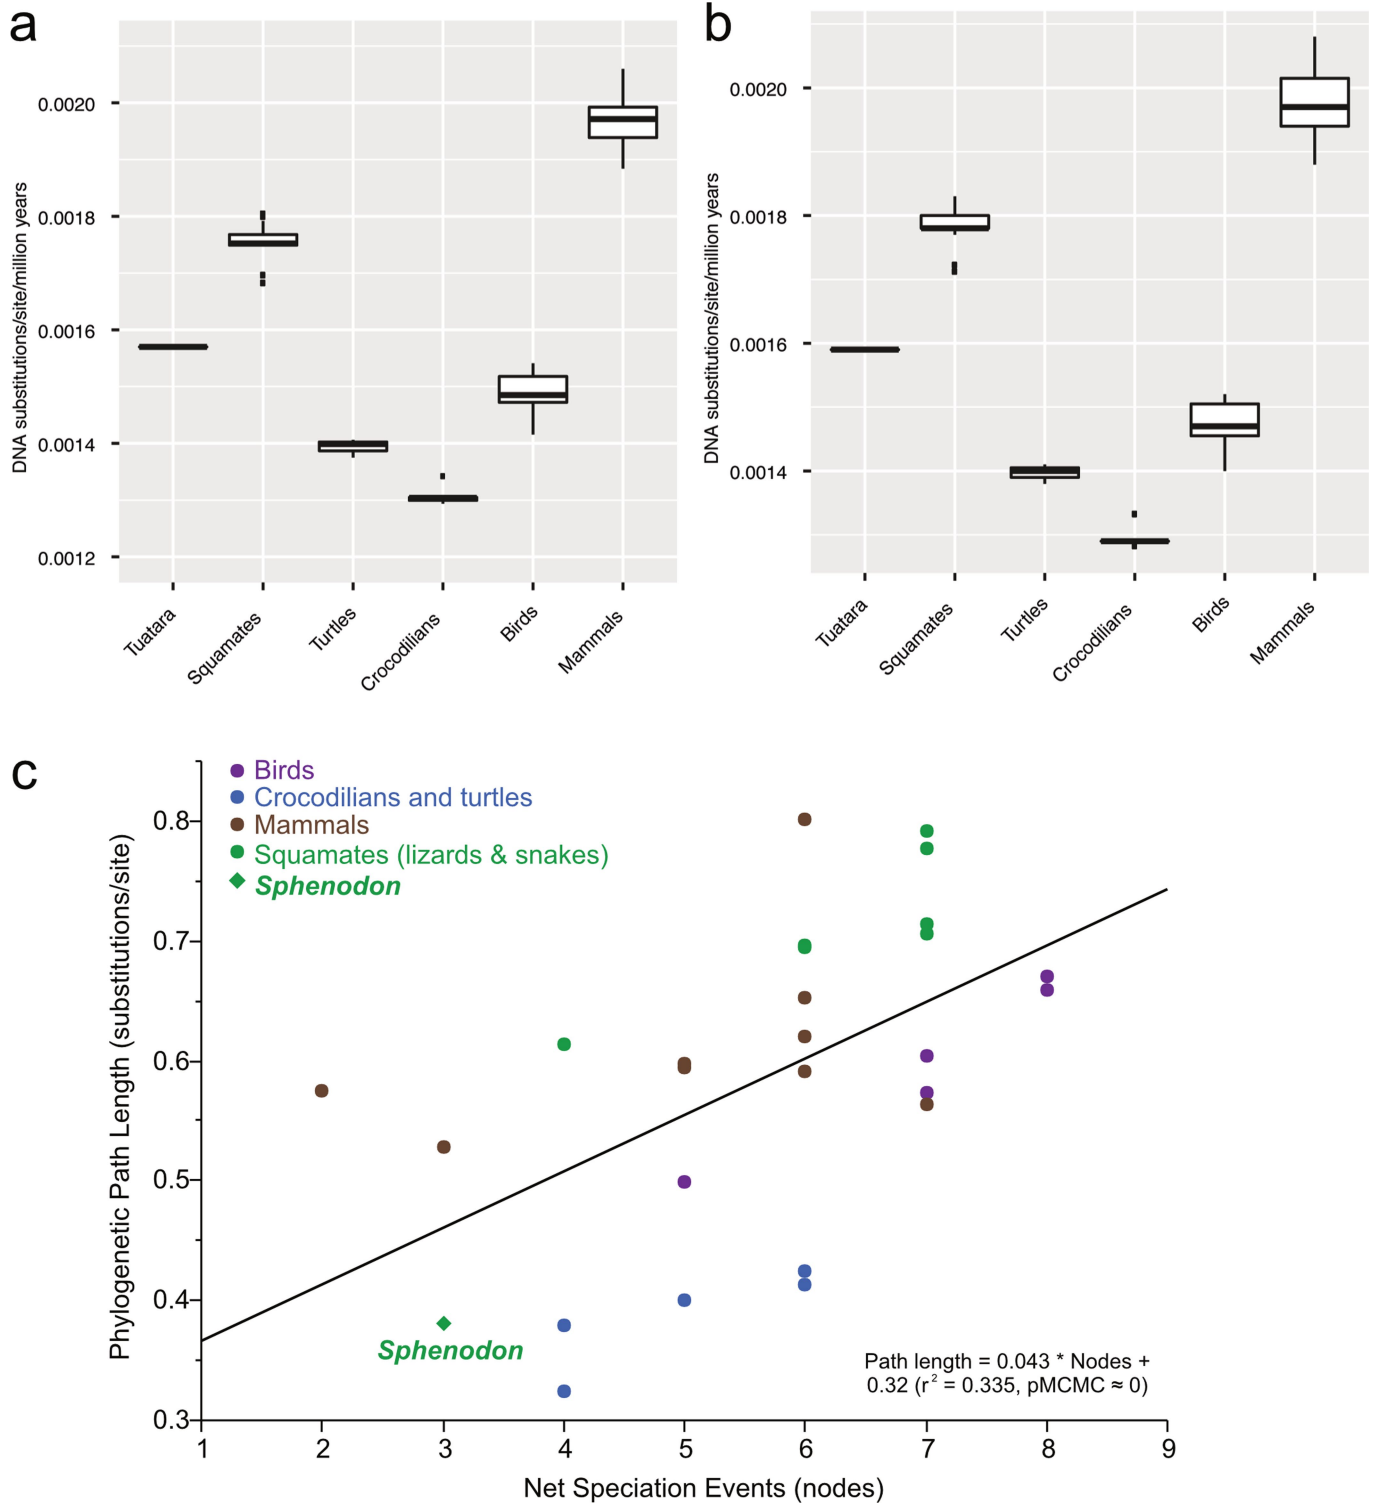 a
DNA substitutions/site/million years
0.0020
0.0018
0.0016
0.0014
0.0012
Tuatara
Squamates
Turtles
Crocodilians
Birds
Mammals
b
DNA substitutions/site/million years
0.0020
0.0018
0.0016
0.0014
Tuatara
Squamates
Turtles
Crocodilians
Birds
Mammals
c
Birds
Crocodilians and turtles
Mammals
Squamates (lizards & snakes)
Sphenodon
Phylogenetic Path Length (substitutions/site)
0.8
0.7
0.6
0.5
0.4
0.3
Sphenodon
Path length = 0.043 * Nodes +
0.32 (r² = 0.335, pMCMC ≈ 0)
1 2 3 4 5 6 7 8 9
Net Speciation Events (nodes)